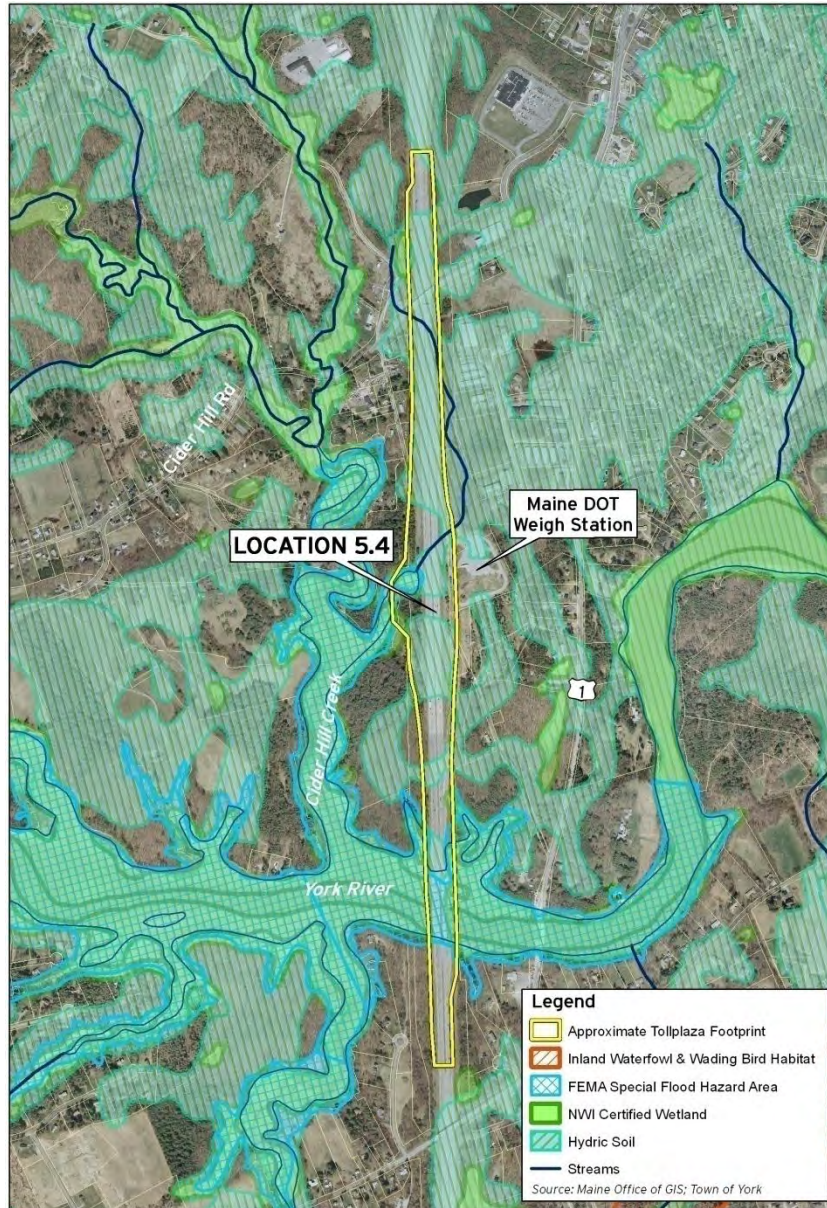 Cider Hill Rd
Maine DOT
Weigh Station
LOCATION 5.4
1
Cider Hill Creek
York River
Legend
Approximate Tollplaza Footprint
Inland Waterfowl & Wading Bird Habitat
FEMA Special Flood Hazard Area
NWI Certified Wetland
Hydric Soil
Streams
Source: Maine Office of GIS; Town of York